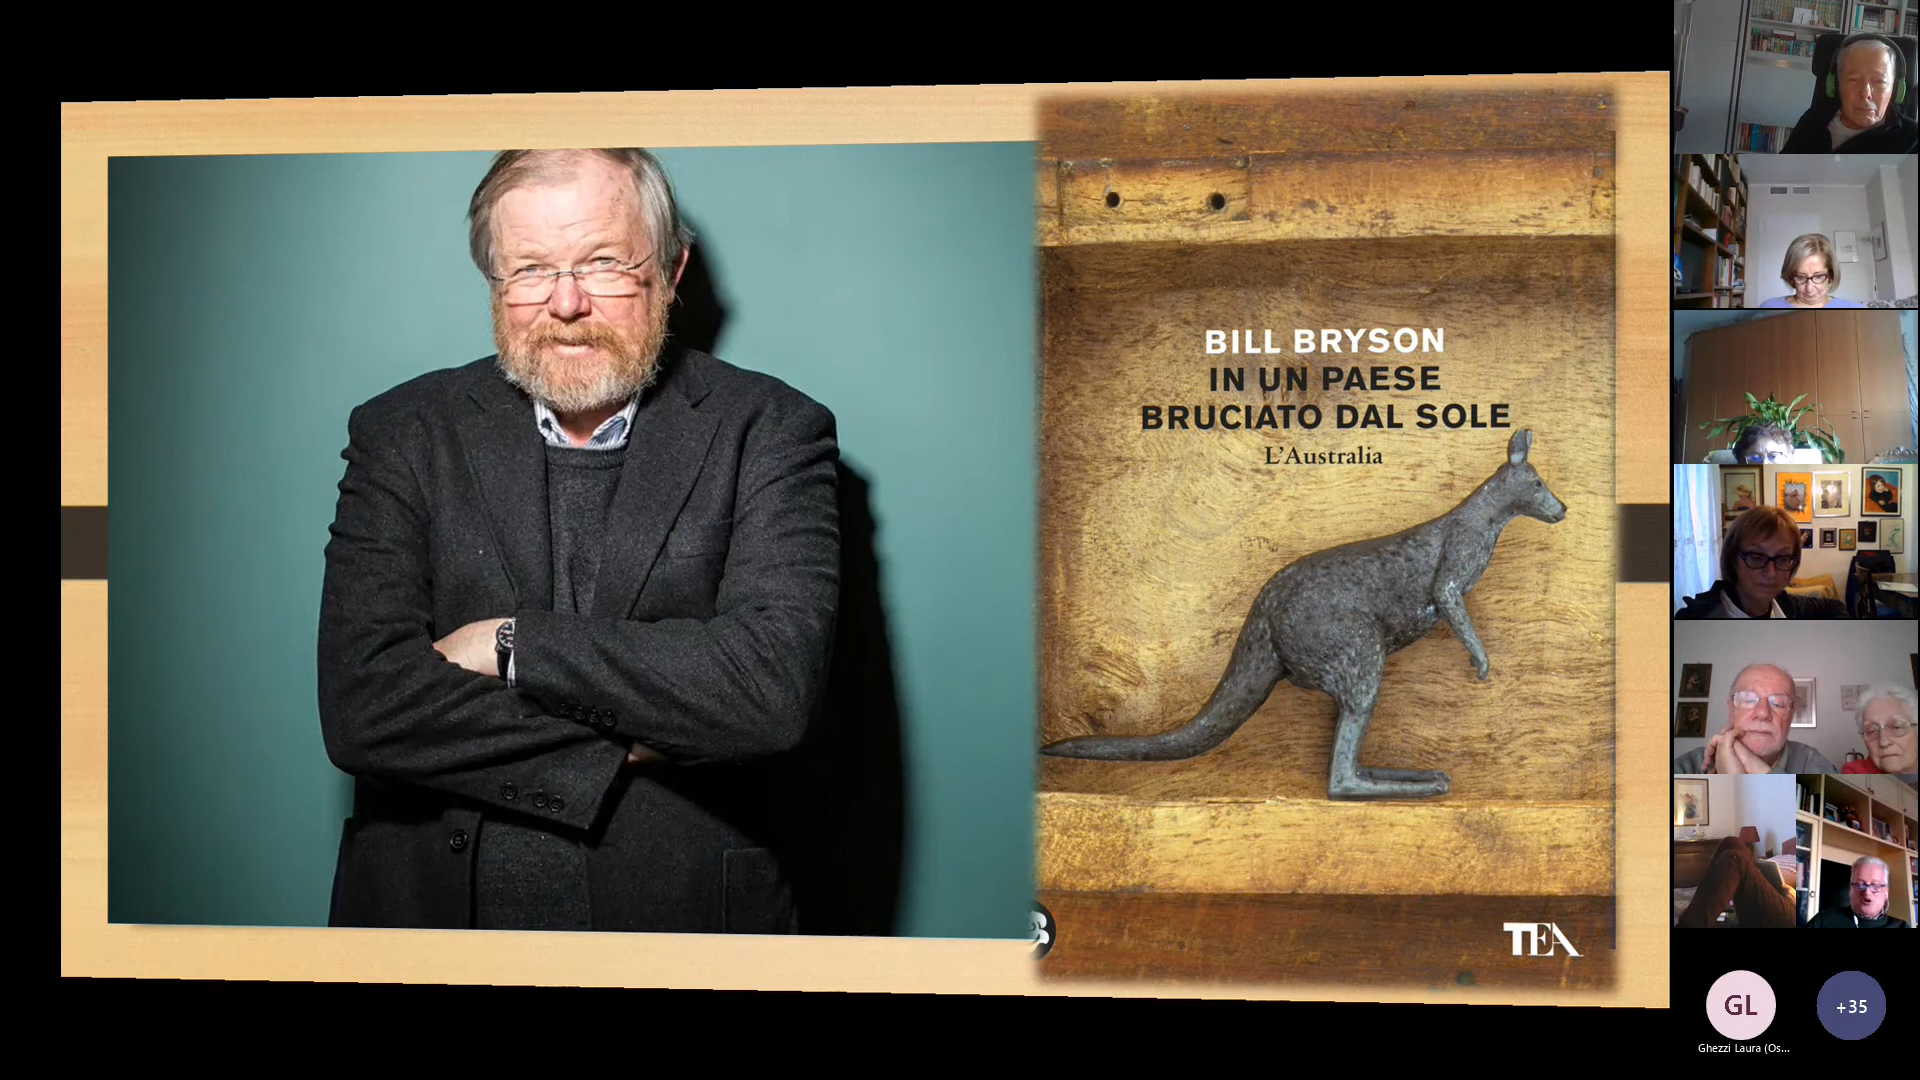 BILL BRYSON
IN UN PAESE
BRUCIATO DAL SOLE
L'Australia
TEA
GL
+35
Ghezzi Laura (Os...